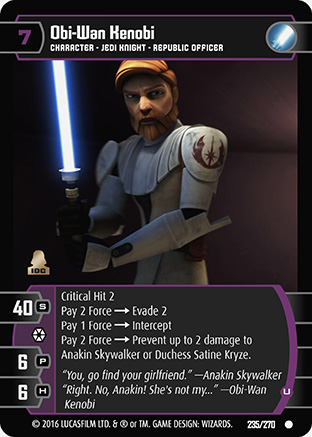 7
Obi-Wan Kenobi
CHARACTER - JEDI KNIGHT - REPUBLIC OFFICER
IDC
40 S
6 P
6 H
Critical Hit 2
Pay 2 Force → Evade 2
Pay 1 Force → Intercept
Pay 2 Force → Prevent up to 2 damage to
Anakin Skywalker or Duchess Satine Kryze.
“You, go find your girlfriend.” —Anakin Skywalker
“Right. No, Anakin! She's not my...” —Obi-Wan
Kenobi
U
© 2016 LUCASFILM LTD. & ® or TM. GAME DESIGN: WIZARDS.
235/270